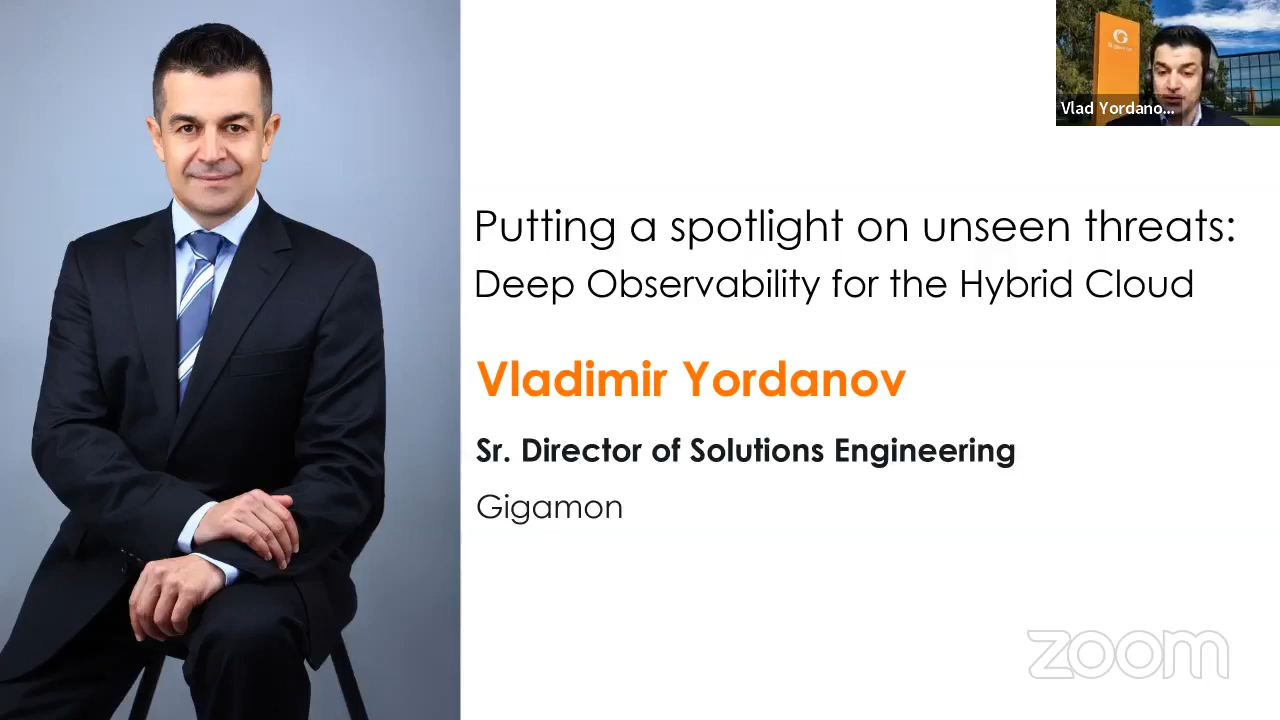 Vlad Yordano...
Putting a spotlight on unseen threats:
Deep Observability for the Hybrid Cloud
Vladimir Yordanov
Sr. Director of Solutions Engineering
Gigamon
zoom